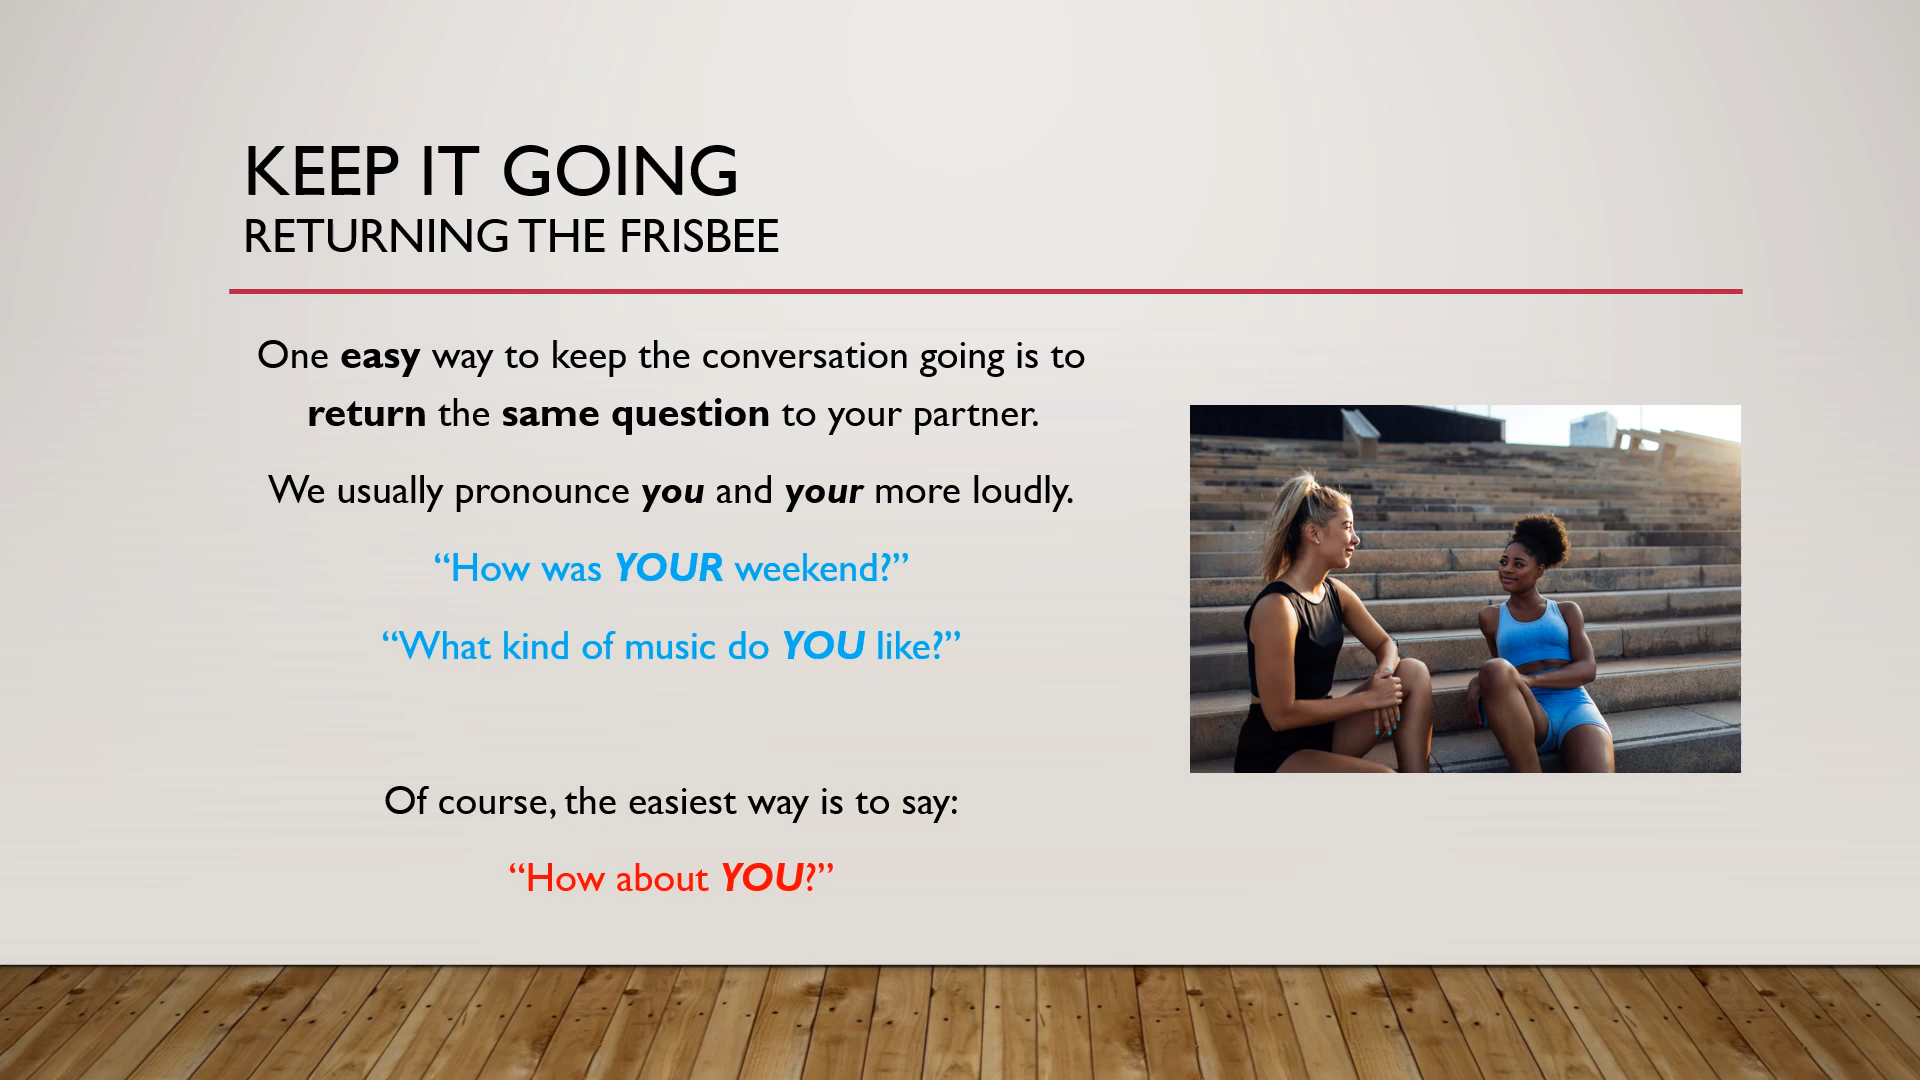 KEEP IT GOING
RETURNING THE FRISBEE
One easy way to keep the conversation going is to
return the same question to your partner.
We usually pronounce you and your more loudly.
“How was YOUR weekend?”
“What kind of music do YOU like?”
Of course, the easiest way is to say:
“How about YOU?”